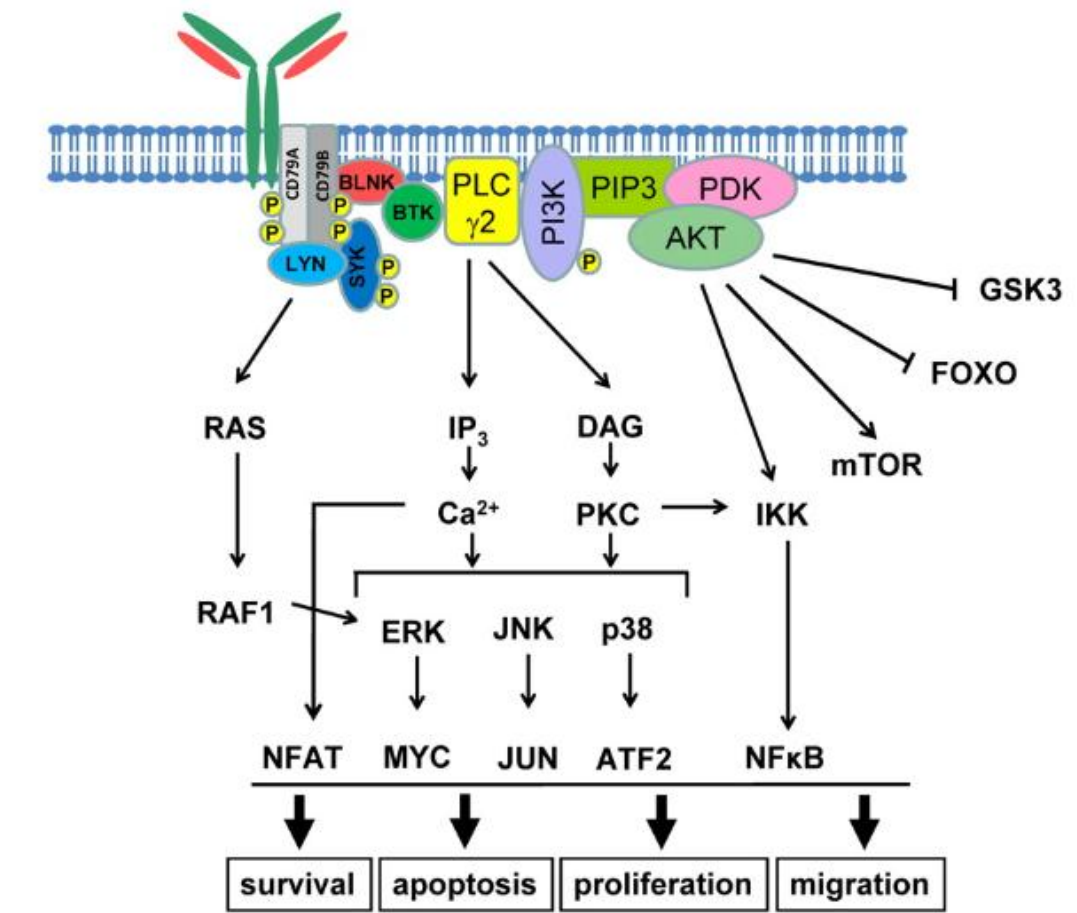 CD79A
CD79B
BLNK
BTK
PLC
γ2
PI3K
PIP3
PDK
AKT
P
P
P
P
LYN
SYK
P
P
P
GSK3
FOXO
mTOR
RAS
IP₃
DAG
Ca²⁺
PKC
IKK
RAF1
ERK
JNK
p38
NFAT
MYC
JUN
ATF2
NFκB
survival
apoptosis
proliferation
migration